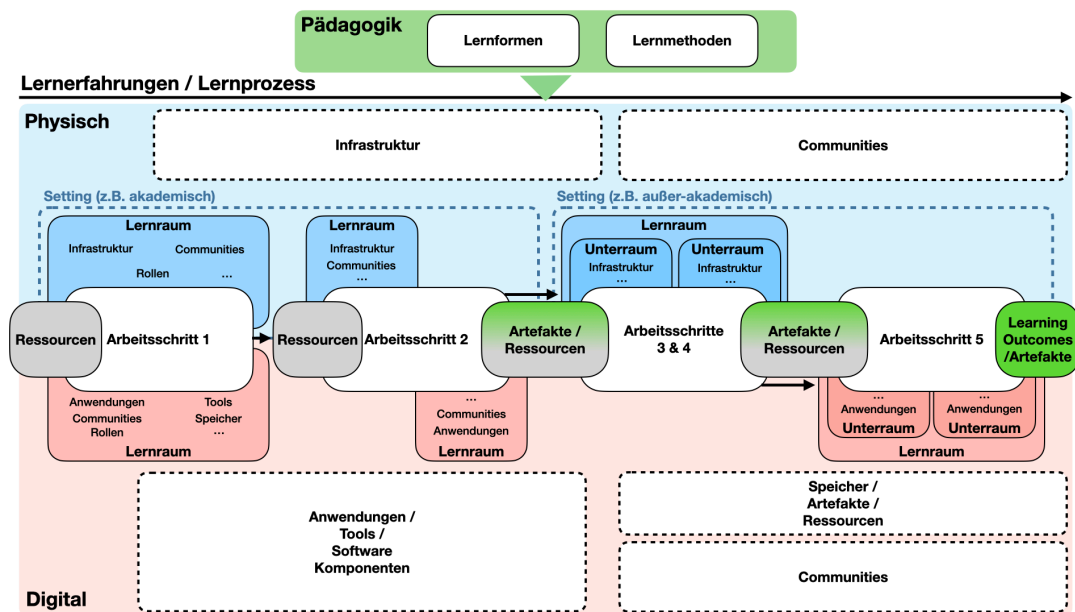 Pädagogik
Lernformen
Lernmethoden
Lernerfahrungen / Lernprozess
Physisch
Infrastruktur
Communities
Setting (z.B. akademisch)
Setting (z.B. außer-akademisch)
Lernraum
Infrastruktur
Communities
Rollen
...
Lernraum
Infrastruktur
Communities
...
Lernraum
Unterraum
Infrastruktur
...
Unterraum
Infrastruktur
...
Ressourcen
Arbeitsschritt 1
Ressourcen
Arbeitsschritt 2
Artefakte /
Ressourcen
Arbeitsschritte
3 & 4
Artefakte /
Ressourcen
Arbeitsschritt 5
Learning
Outcomes
/Artefakte
Anwendungen
Tools
Communities
Speicher
Rollen
...
Lernraum
...
Communities
Anwendungen
Lernraum
...
Anwendungen
Unterraum
...
Anwendungen
Unterraum
Lernraum
Anwendungen /
Tools /
Software
Komponenten
Speicher /
Artefakte /
Ressourcen
Communities
Digital